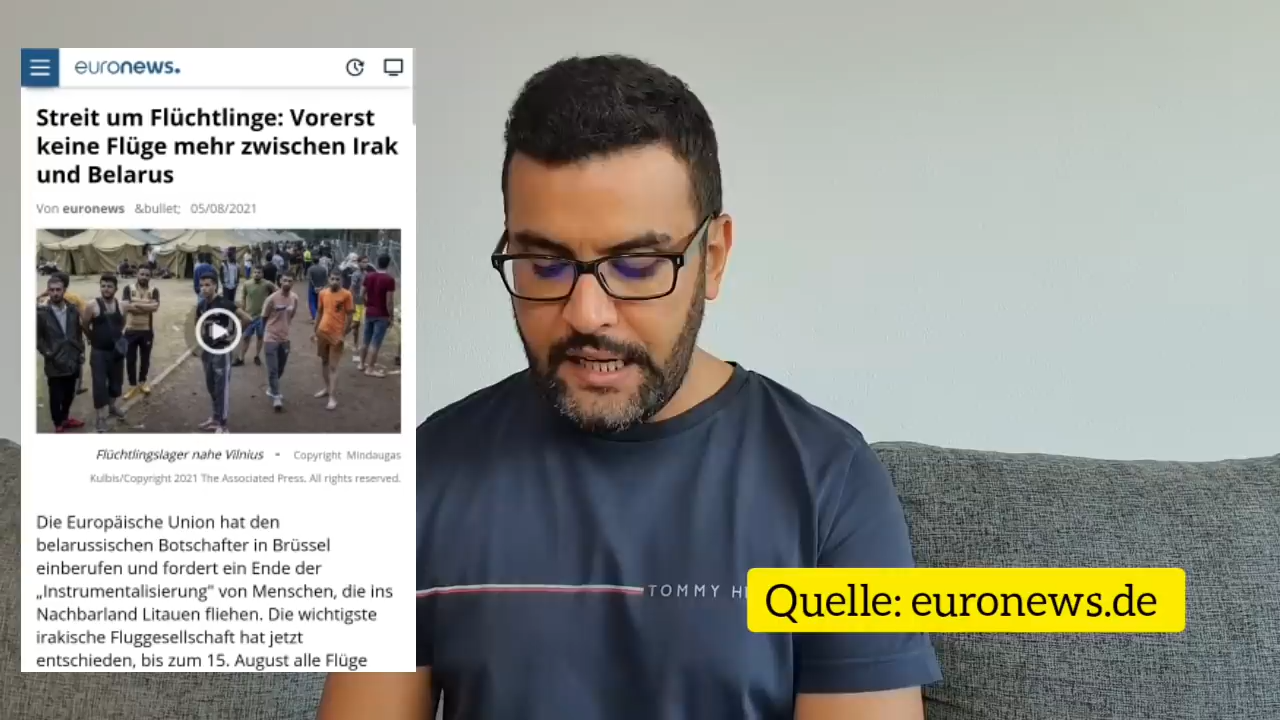 euronews.
Streit um Flüchtlinge: Vorerst
keine Flüge mehr zwischen Irak
und Belarus
Von euronews &bullet; 05/08/2021
Flüchtlingslager nahe Vilnius - Copyright Mindaugas
Kulbis/Copyright 2021 The Associated Press. All rights reserved.
Die Europäische Union hat den
belarussischen Botschafter in Brüssel
einberufen und fordert ein Ende der
„Instrumentalisierung" von Menschen, die ins
Nachbarland Litauen fliehen. Die wichtigste
irakische Fluggesellschaft hat jetzt
entschieden, bis zum 15. August alle Flüge
TOMMY H
Quelle: euronews.de